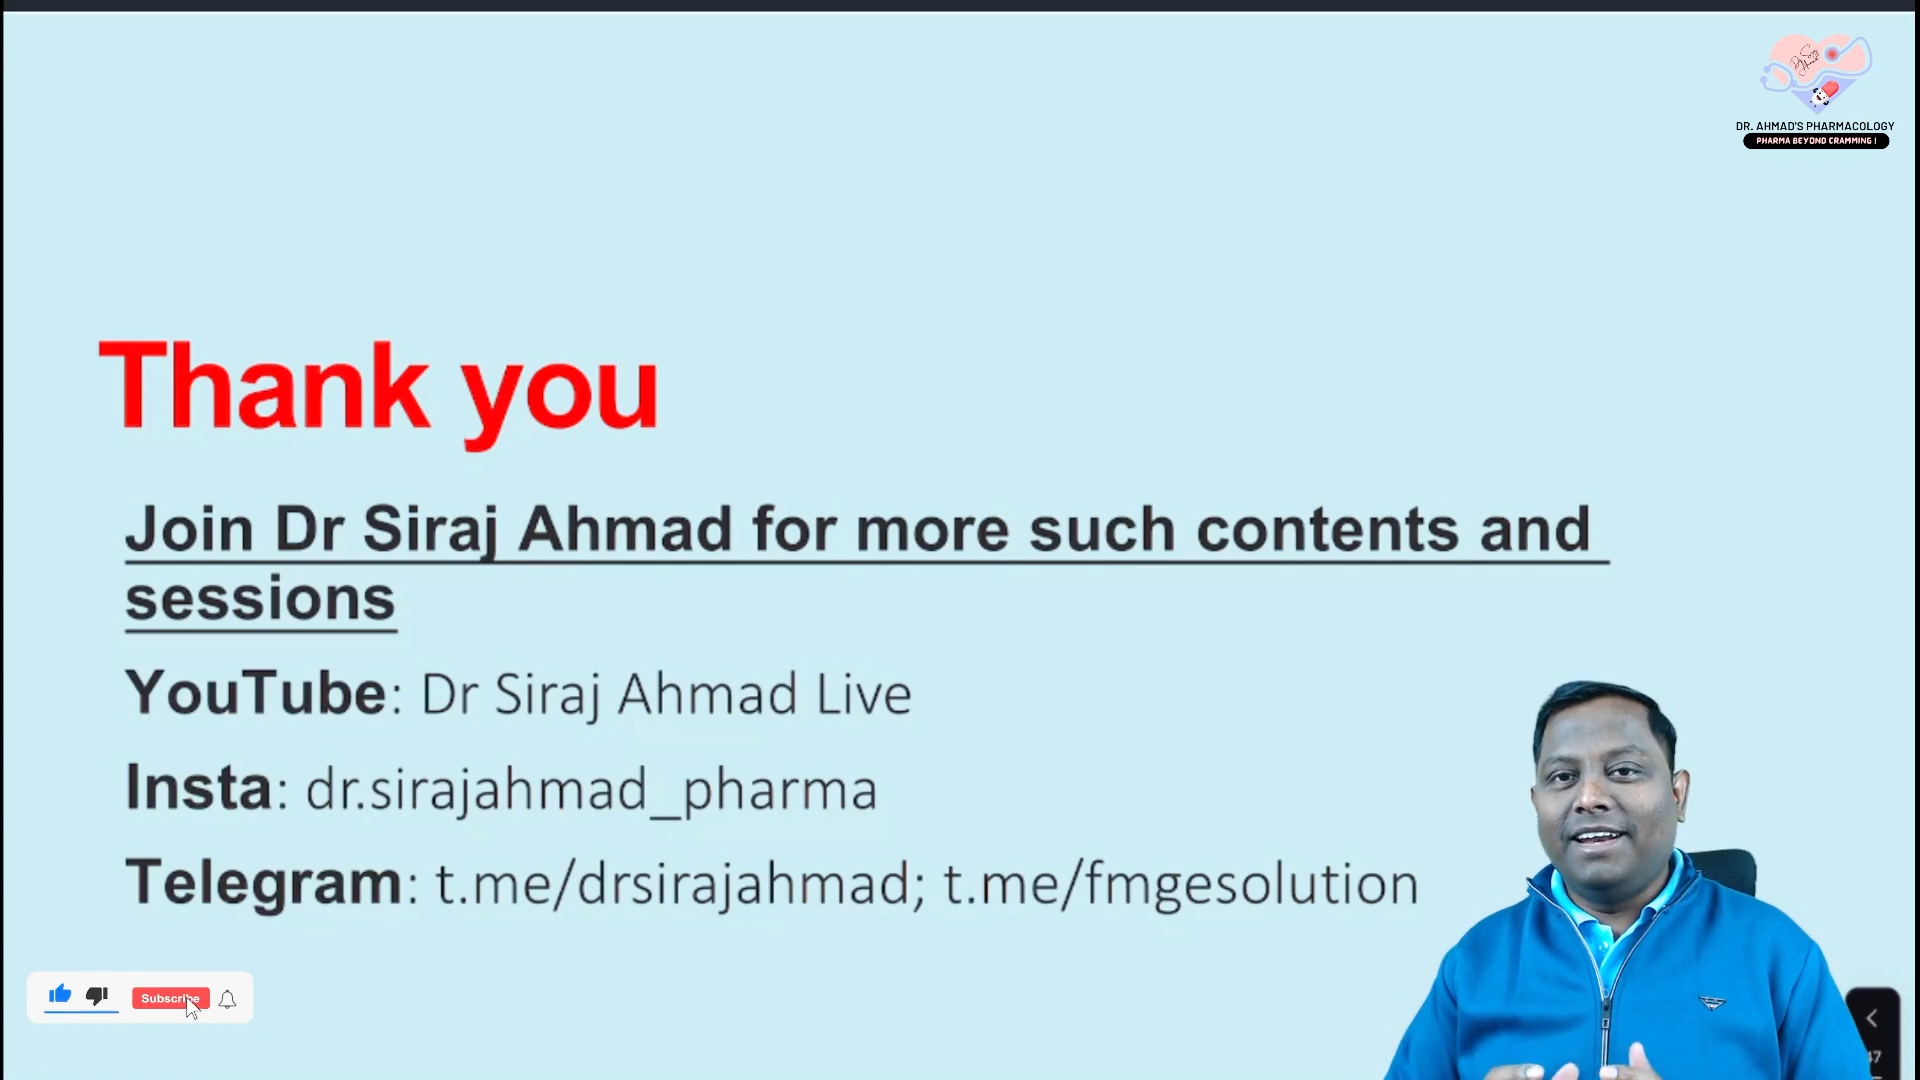 DR. AHMAD'S PHARMACOLOGY
PHARMA BEYOND CRAMMING !
Thank you
Join Dr Siraj Ahmad for more such contents and
sessions
YouTube: Dr Siraj Ahmad Live
Insta: dr.sirajahmad_pharma
Telegram: t.me/drsirajahmad; t.me/fmgesolution
Subscribe